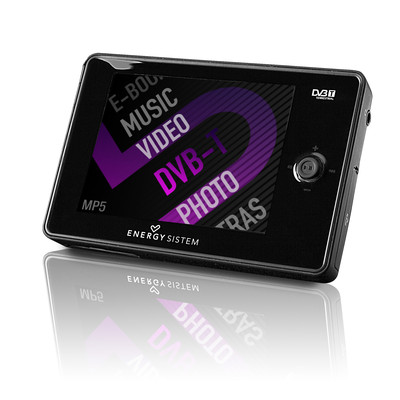 E-BOO
MUSIC
VIDEO
DVB-T
PHOTO
TRAS
MP5
DVB T
ENERGY SISTEM